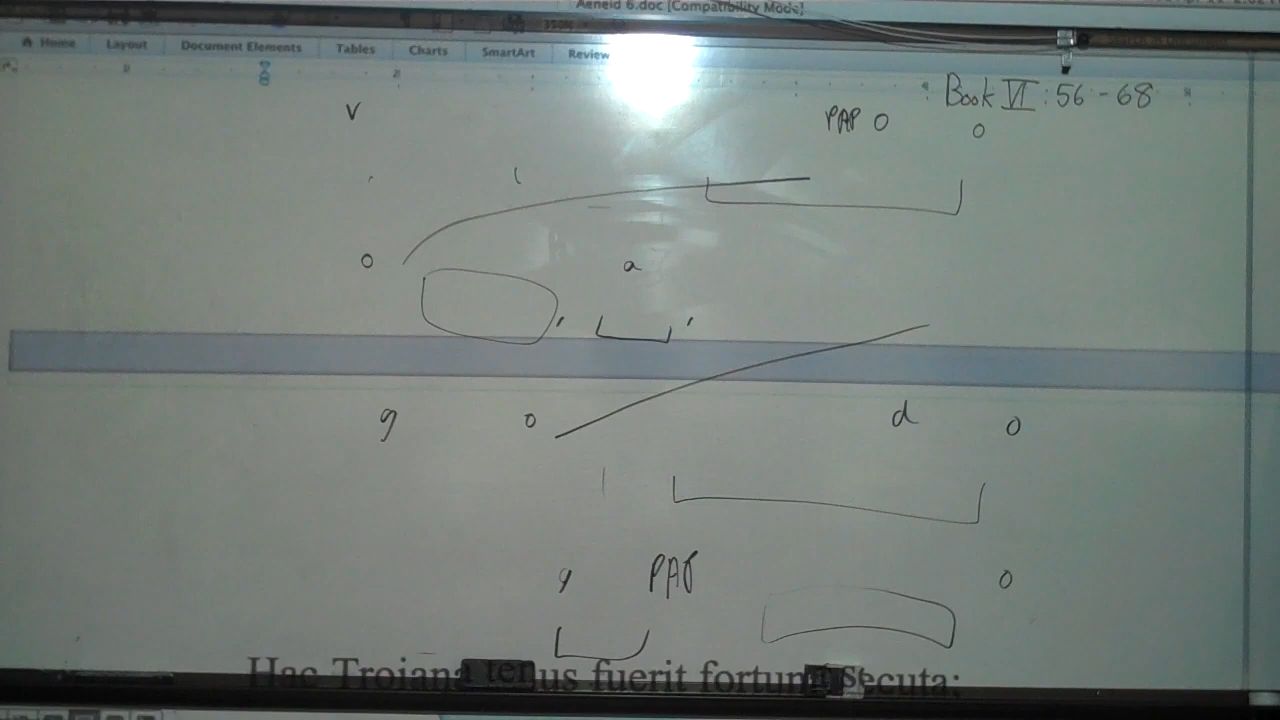 Aeneid 6.doc [Compatibility Mode]
Home Layout Document Elements Tables Charts SmartArt Review
Book VI: 56-68
V PAP O O
O a
g O d O
g O
Hac Troiana tenus fuerit fortuna secuta;